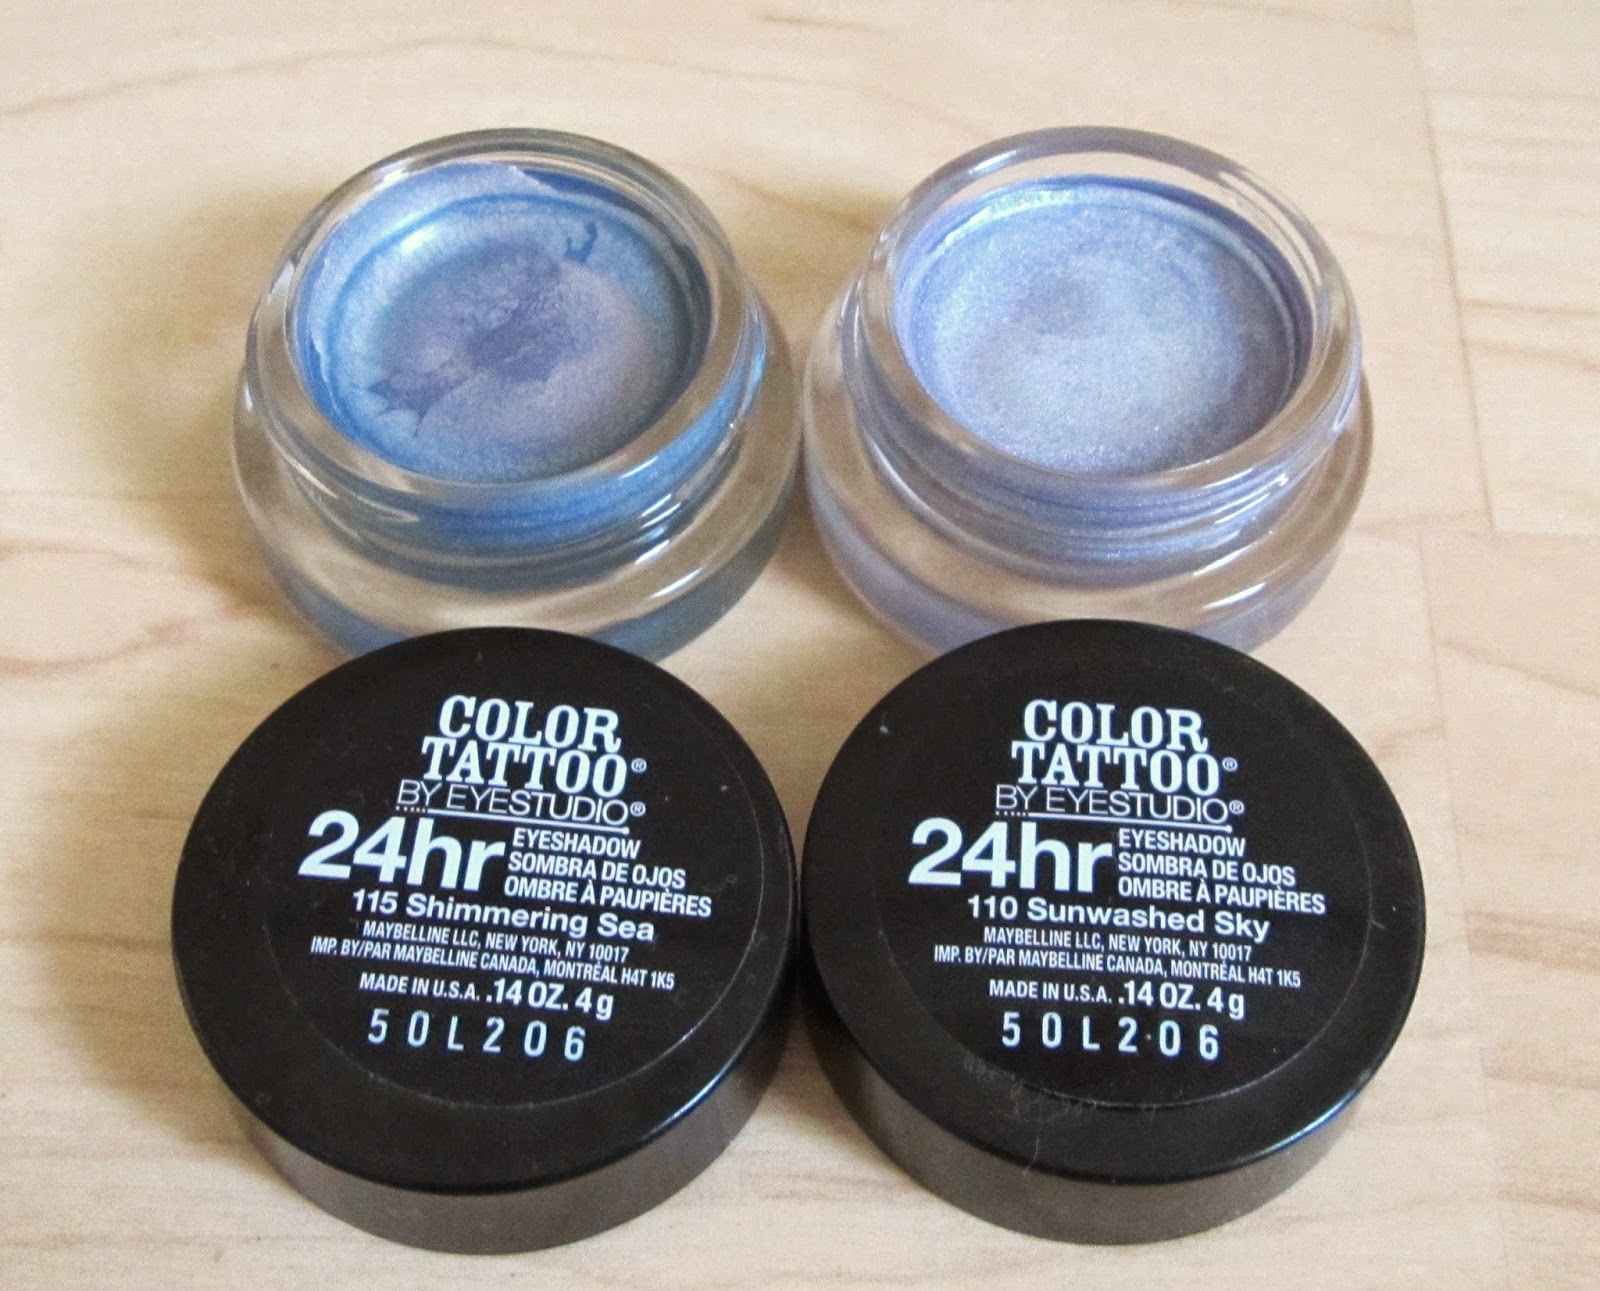 COLOR
TATTOO®
BY EYESTUDIO®
24hr
EYESHADOW
SOMBRA DE OJOS
OMBRE À PAUPIÈRES
115 Shimmering Sea
MAYBELLINE LLC, NEW YORK, NY 10017
IMP. BY/PAR MAYBELLINE CANADA, MONTRÉAL H4T 1K5
MADE IN U.S.A. .14 OZ. 4 g
50L206
COLOR
TATTOO®
BY EYESTUDIO®
24hr
EYESHADOW
SOMBRA DE OJOS
OMBRE À PAUPIÈRES
110 Sunwashed Sky
MAYBELLINE LLC, NEW YORK, NY 10017
IMP. BY/PAR MAYBELLINE CANADA, MONTRÉAL H4T 1K5
MADE IN U.S.A. .14 OZ. 4 g
50L206